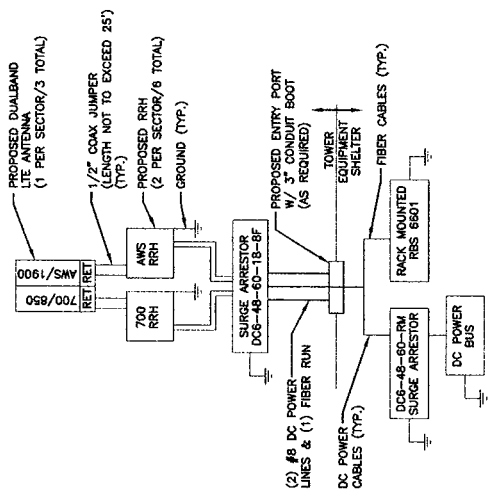 PROPOSED DUALBAND
LTE ANTENNA
(1 PER SECTOR/3 TOTAL)
700/850
AWS/1900
RET
RET
1/2" COAX JUMPER
(LENGTH NOT TO EXCEED 25')
(TYP.)
PROPOSED RRH
(2 PER SECTOR/6 TOTAL)
700
RRH
AWS
RRH
GROUND (TYP.)
SURGE ARRESTOR
DC6-48-60-18-8F
(2) #8 DC POWER
LINES & (1) FIBER RUN
PROPOSED ENTRY PORT
W/ 3" CONDUIT BOOT
(AS REQUIRED)
TOWER
EQUIPMENT
SHELTER
DC POWER
CABLES (TYP.)
FIBER CABLES (TYP.)
DC6-48-60-RM
SURGE ARRESTOR
RACK MOUNTED
RBS 6601
DC POWER
BUS